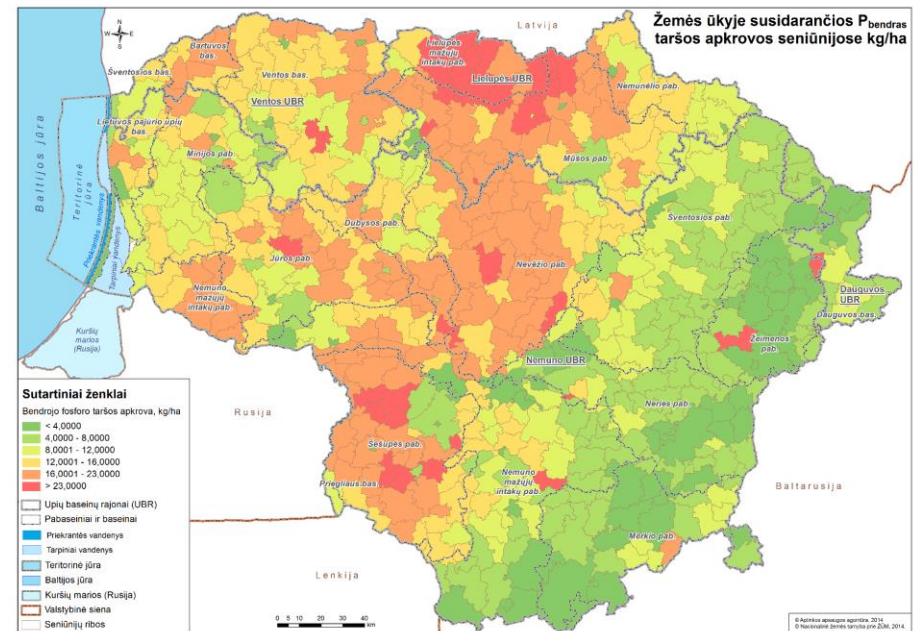 Žemės ūkyje susidarančios Pbendras
taršos apkrovos seniūnijose kg/ha
Latvija
N
W E
S
Lielupės
mažųjų
intakų pab.
Lielupės UBR
Bartuvos
bas.
Šventosios bas.
Ventos bas.
Nemunėlio pab.
Ventos UBR
Lietuvos pajūrio upių
bas.
Minijos pab.
Mūšos pab.
Baltijos jūra
Teritorinė
jūra
Priekrantės vandenys
Tarpiniai vandenys
Dubysos pab.
Šventosios pab.
Jūros pab.
Nevėžio pab.
Nemuno
mažųjų
intakų pab.
Dauguvos
UBR
Dauguvos bas.
Kuršių
marios
(Rusija)
Žeimenos
pab.
Nemuno UBR
Rusija
Neries pab.
Šešupės pab.
Priegliaus bas.
Nemuno
mažųjų
intakų pab.
Baltarusija
Merkio pab.
Lenkija
Sutartiniai ženklai
Bendrojo fosforo taršos apkrova, kg/ha
< 4,0000
4,0000 - 8,0000
8,0001 - 12,0000
12,0001 - 16,0000
16,0001 - 23,0000
> 23,0000
Upių baseinų rajonai (UBR)
Pabaseiniai ir baseinai
Priekrantės vandenys
Tarpiniai vandenys
Teritorinė jūra
Baltijos jūra
Kuršių marios (Rusija)
Valstybinė siena
Seniūnijų ribos
0 5 10 20 30 40
km
© Aplinkos apsaugos agentūra, 2014
© Nacionalinė žemės tarnyba prie ŽŪM, 2014.